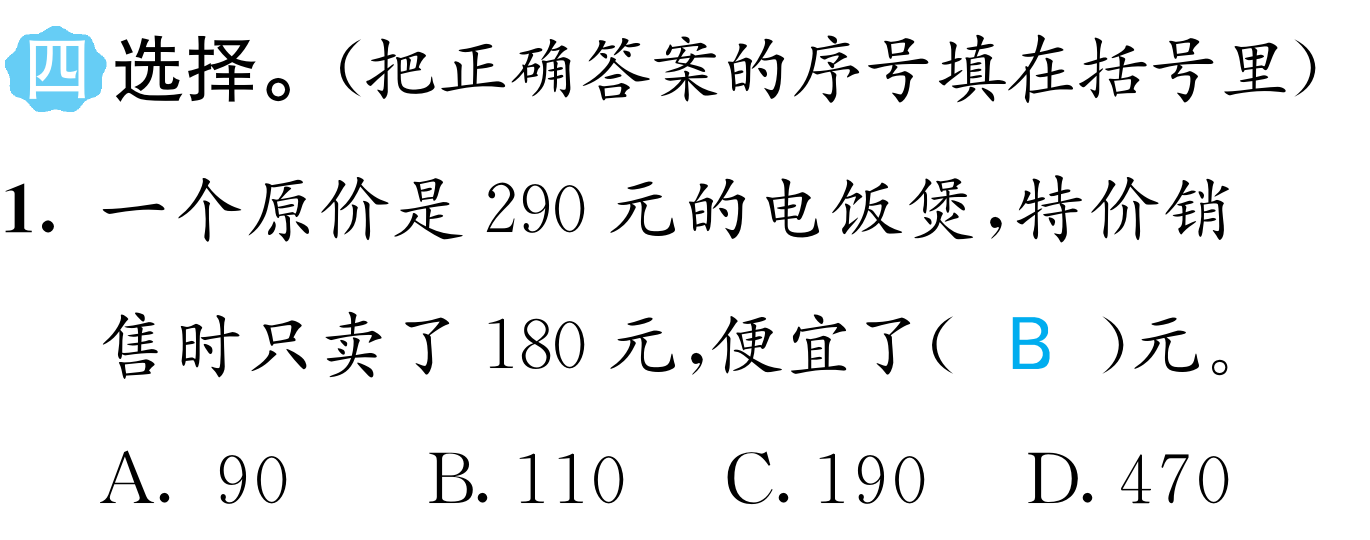 四 选择。(把正确答案的序号填在括号里)
1. 一个原价是 290 元的电饭煲,特价销
售时只卖了 180 元,便宜了( B )元。
A. 90 B. 110 C. 190 D. 470